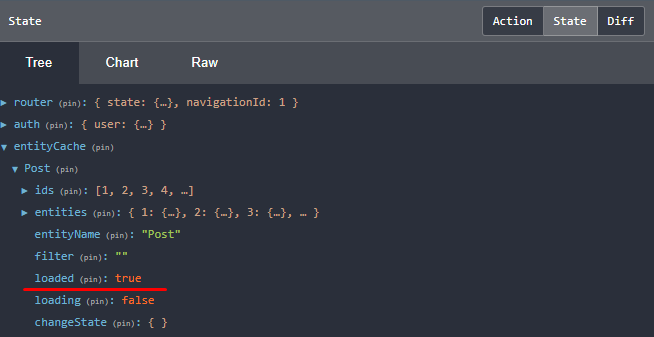 State Action State Diff
Tree Chart Raw
▶ router (pin): { state: {…}, navigationId: 1 }
▶ auth (pin): { user: {…} }
▼ entityCache (pin)
▼ Post (pin)
▶ ids (pin): [1, 2, 3, 4, …]
▶ entities (pin): { 1: {…}, 2: {…}, 3: {…}, … }
entityName (pin): "Post"
filter (pin): ""
loaded (pin): true
loading (pin): false
changeState (pin): { }